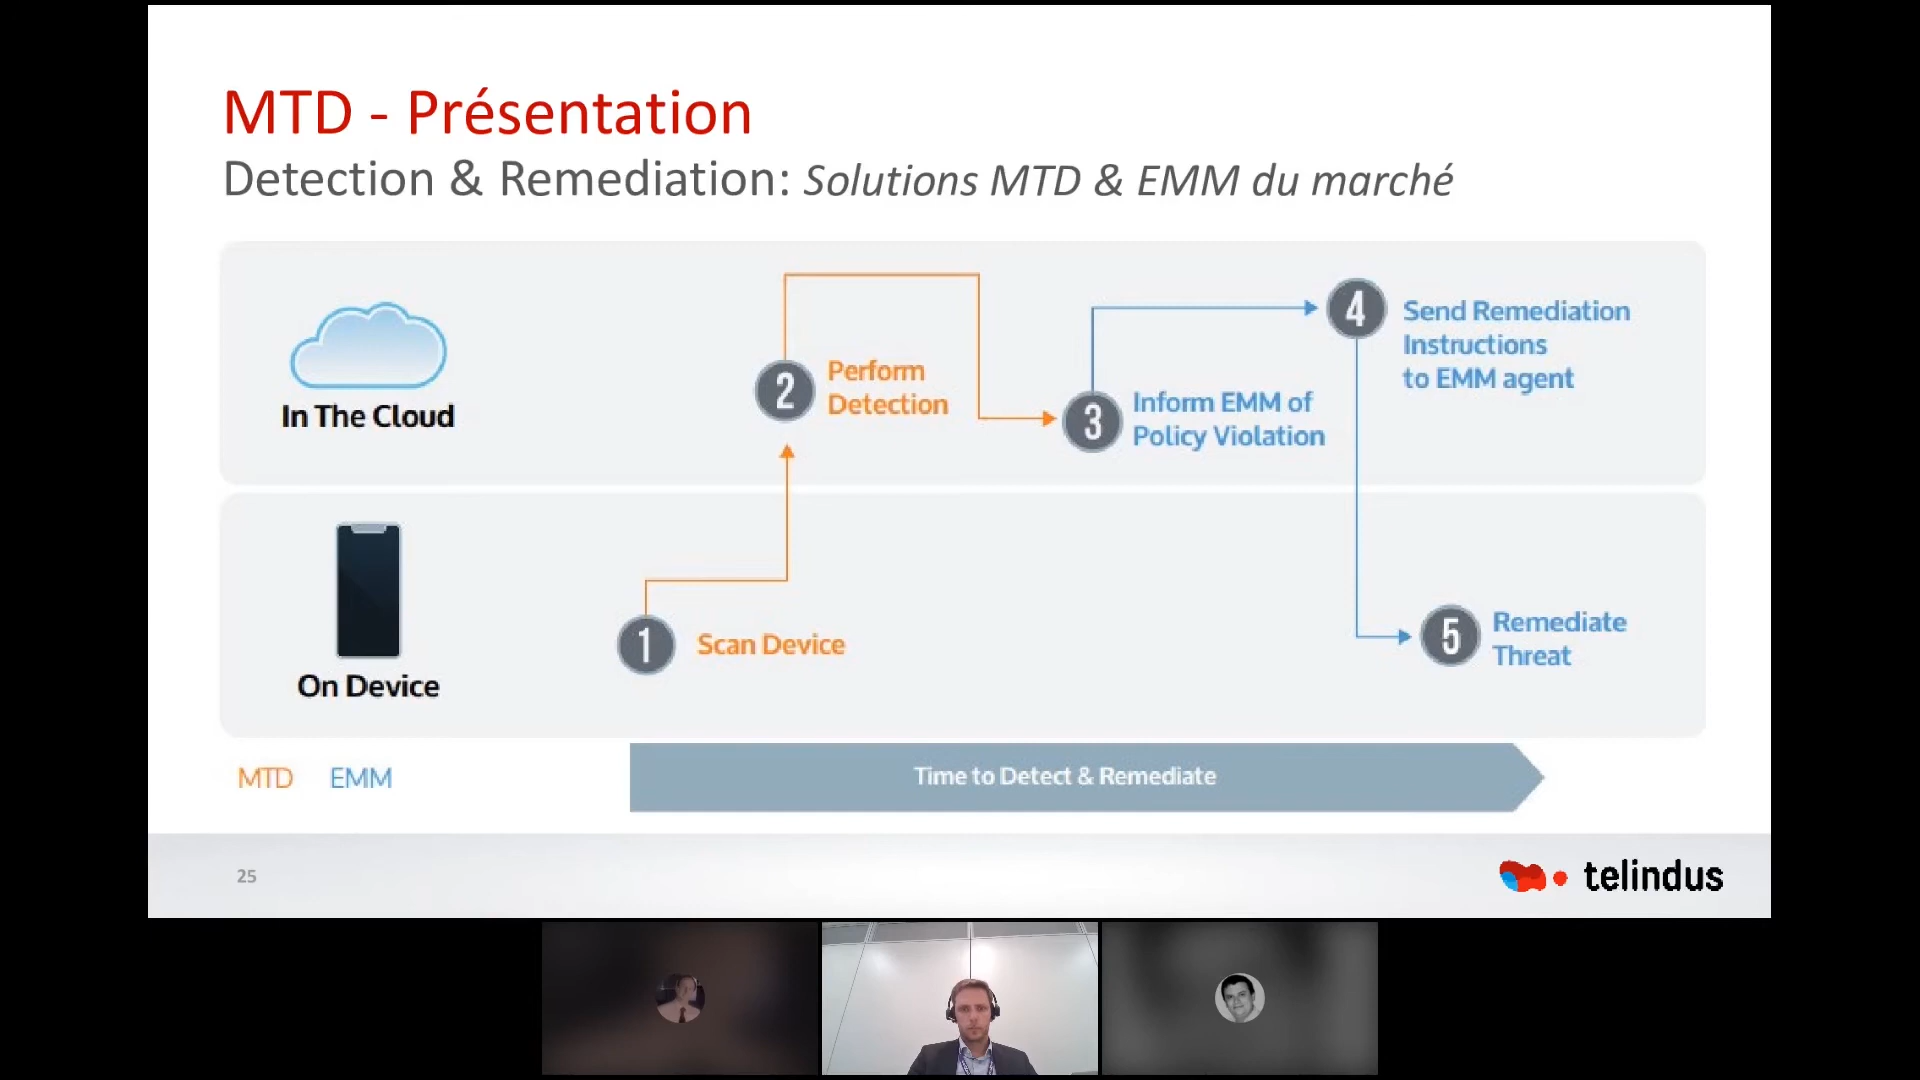 MTD - Présentation
Detection & Remediation: Solutions MTD & EMM du marché
In The Cloud
2
Perform
Detection
3
Inform EMM of
Policy Violation
4
Send Remediation
Instructions
to EMM agent
On Device
1
Scan Device
5
Remediate
Threat
MTD EMM
Time to Detect & Remediate
25
telindus